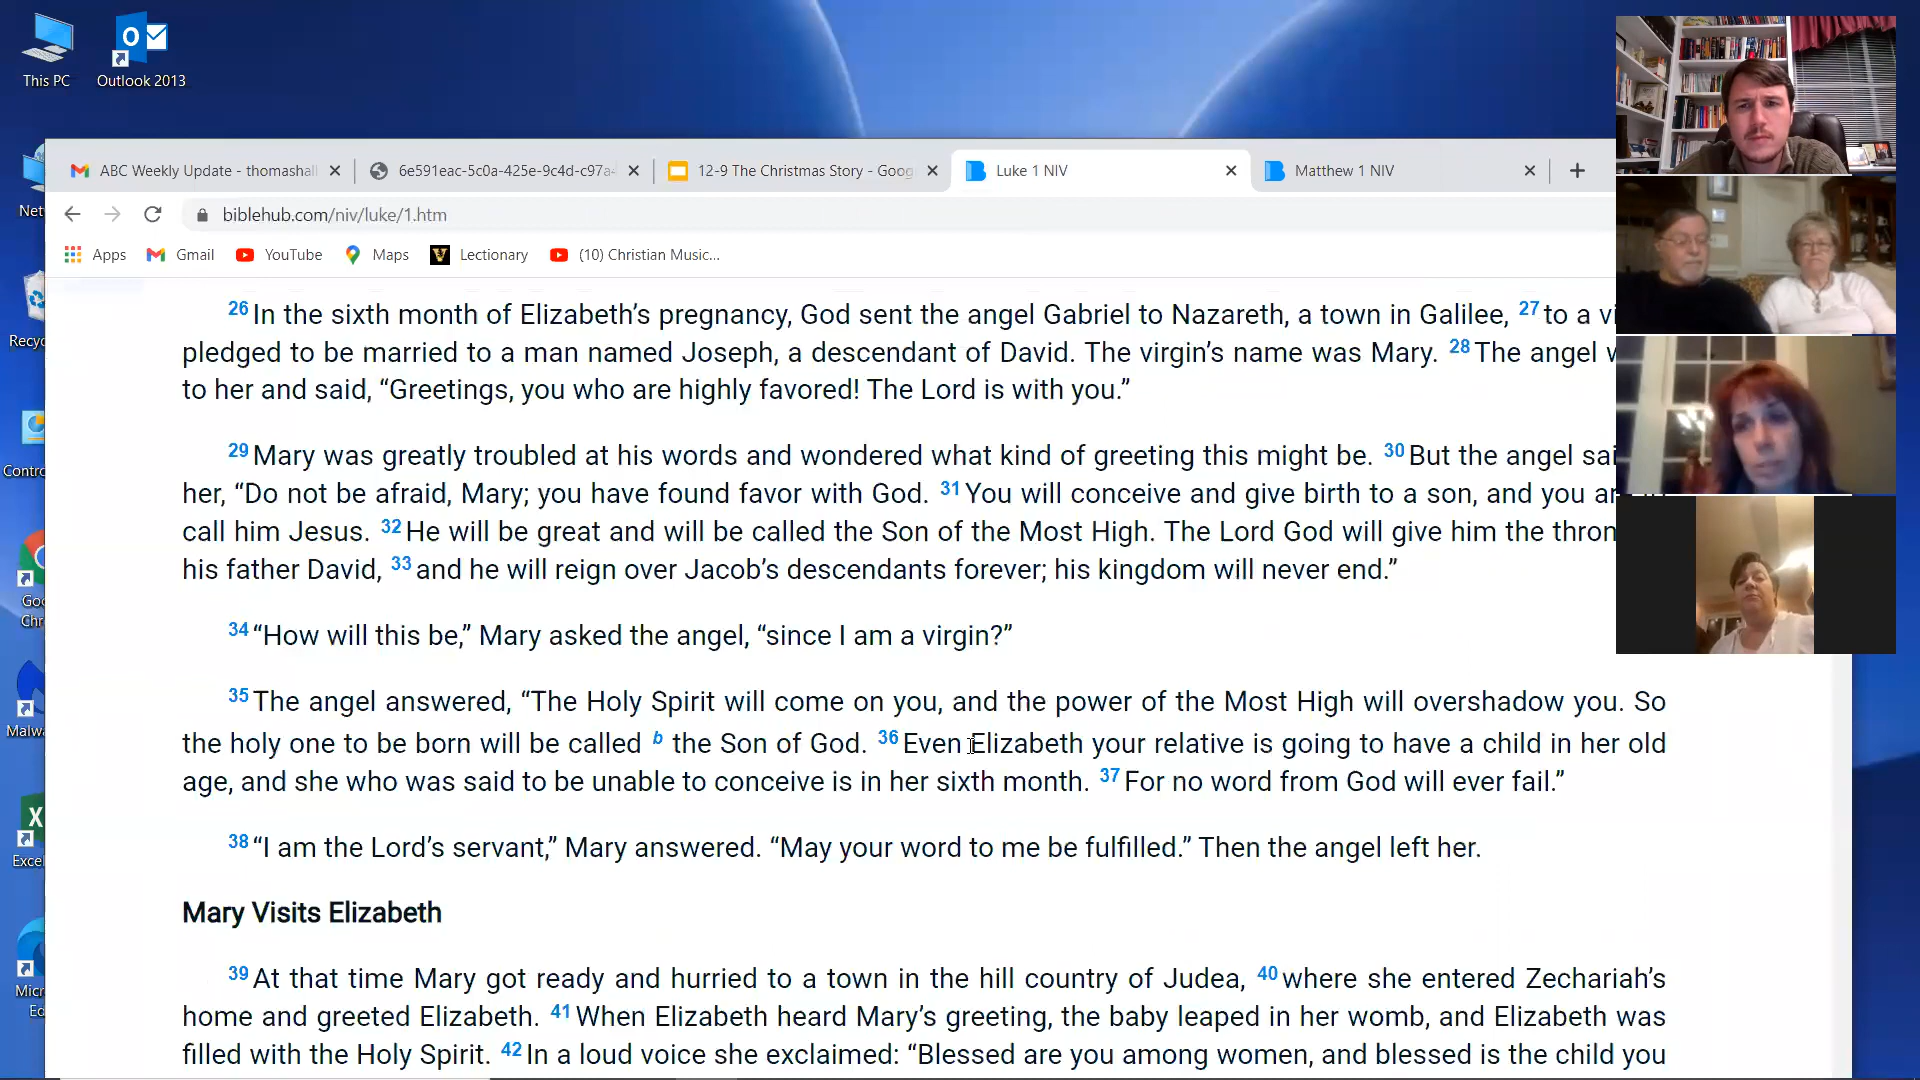 This PC
Outlook 2013
ABC Weekly Update - thomashall
6e591eac-5c0a-425e-9c4d-c97a4
12-9 The Christmas Story - Goog
Luke 1 NIV
Matthew 1 NIV
biblehub.com/niv/luke/1.htm
Apps Gmail YouTube Maps Lectionary (10) Christian Music...
26 In the sixth month of Elizabeth’s pregnancy, God sent the angel Gabriel to Nazareth, a town in Galilee, 27 to a vi
pledged to be married to a man named Joseph, a descendant of David. The virgin’s name was Mary. 28 The angel w
to her and said, “Greetings, you who are highly favored! The Lord is with you.”
29 Mary was greatly troubled at his words and wondered what kind of greeting this might be. 30 But the angel sai
her, “Do not be afraid, Mary; you have found favor with God. 31 You will conceive and give birth to a son, and you ar
call him Jesus. 32 He will be great and will be called the Son of the Most High. The Lord God will give him the thron
his father David, 33 and he will reign over Jacob’s descendants forever; his kingdom will never end.”
34 “How will this be,” Mary asked the angel, “since I am a virgin?”
35 The angel answered, “The Holy Spirit will come on you, and the power of the Most High will overshadow you. So
the holy one to be born will be called b the Son of God. 36 Even Elizabeth your relative is going to have a child in her old
age, and she who was said to be unable to conceive is in her sixth month. 37 For no word from God will ever fail.”
38 “I am the Lord’s servant,” Mary answered. “May your word to me be fulfilled.” Then the angel left her.
Mary Visits Elizabeth
39 At that time Mary got ready and hurried to a town in the hill country of Judea, 40 where she entered Zechariah’s
home and greeted Elizabeth. 41 When Elizabeth heard Mary’s greeting, the baby leaped in her womb, and Elizabeth was
filled with the Holy Spirit. 42 In a loud voice she exclaimed: “Blessed are you among women, and blessed is the child you
Net
Recyc
Contro
Goo
Chr
Malwa
Excel
Micr
Ed